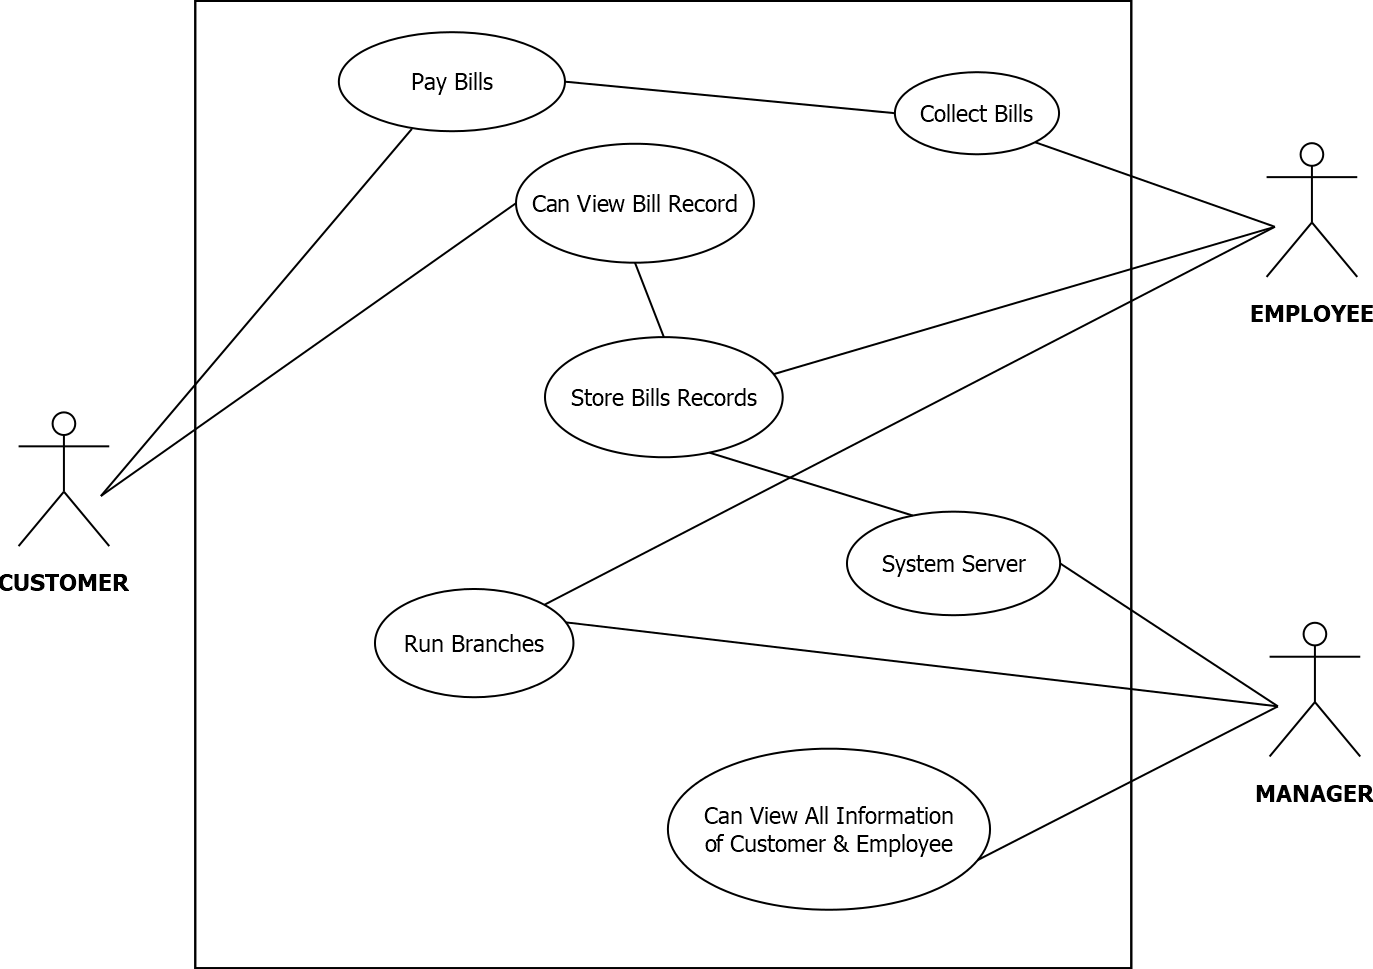 Pay Bills
Collect Bills
Can View Bill Record
EMPLOYEE
Store Bills Records
System Server
CUSTOMER
Run Branches
MANAGER
Can View All Information
of Customer & Employee